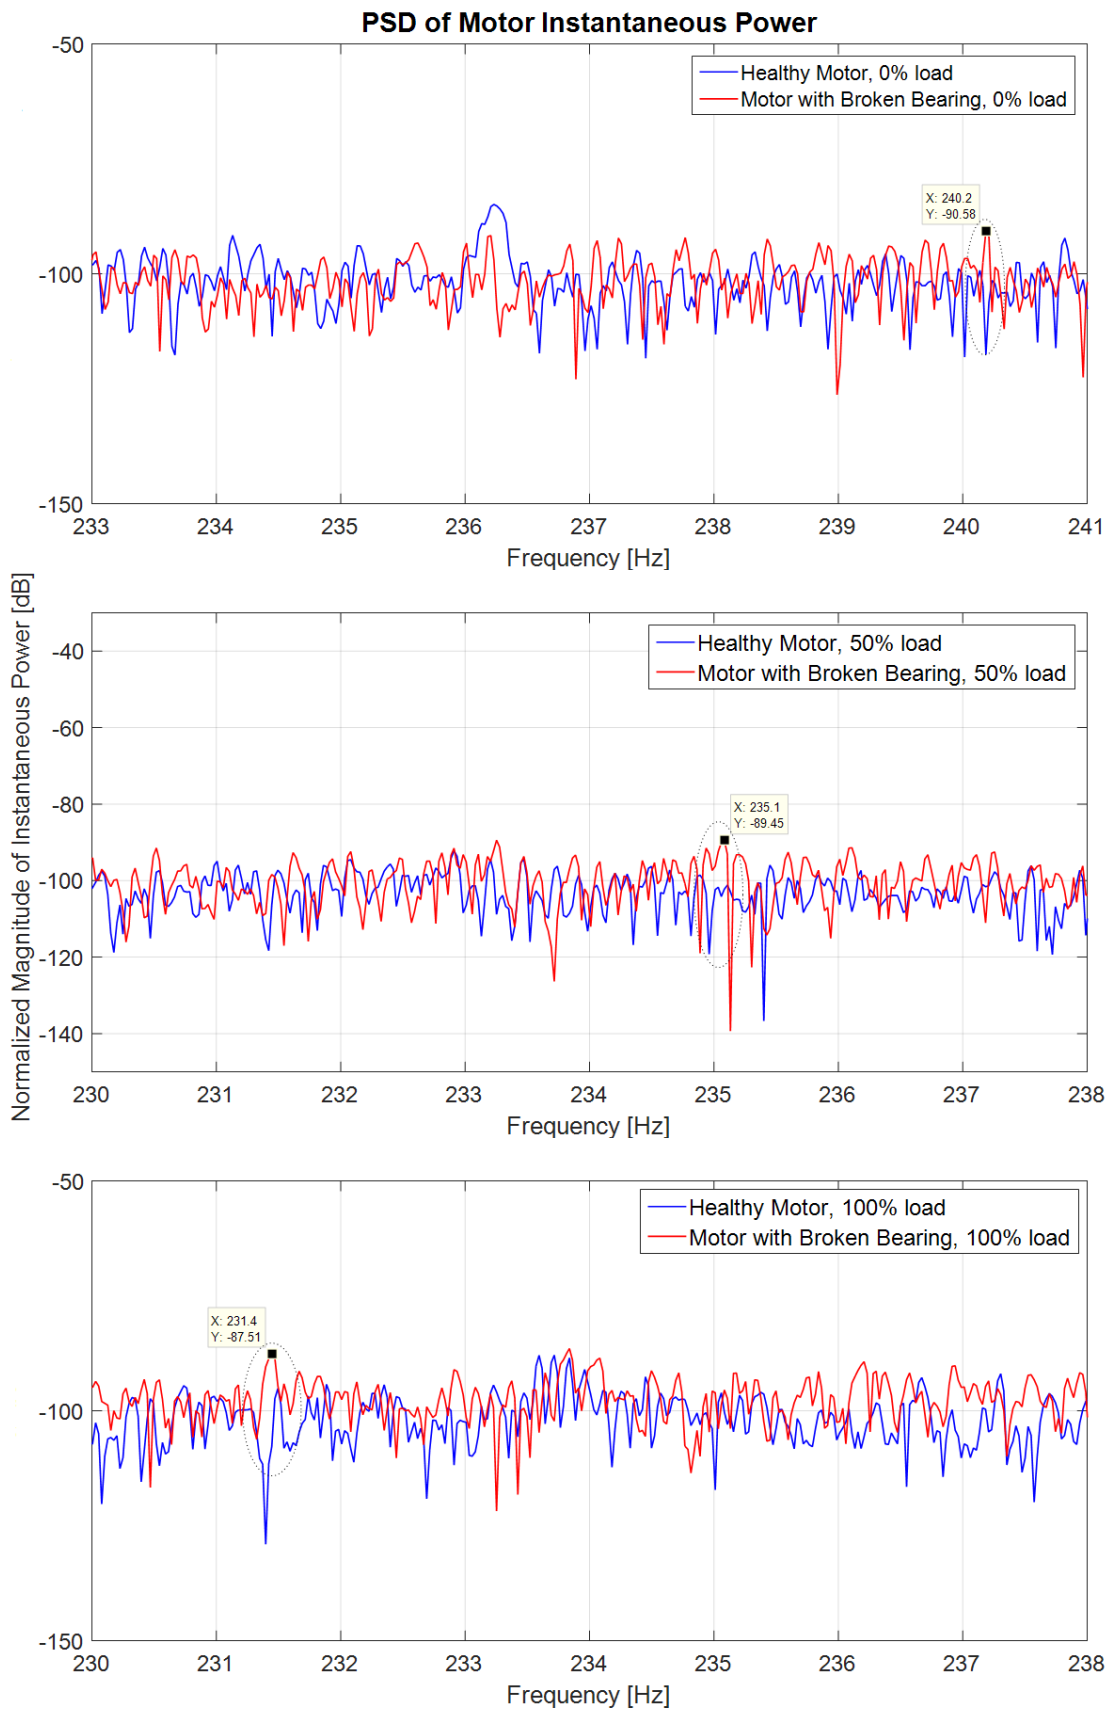 PSD of Motor Instantaneous Power
-50
Healthy Motor, 0% load
Motor with Broken Bearing, 0% load
X: 240.2
Y: -90.58
-100
-150
233 234 235 236 237 238 239 240 241
Frequency [Hz]
Normalized Magnitude of Instantaneous Power [dB]
Healthy Motor, 50% load
Motor with Broken Bearing, 50% load
-40
-60
-80
X: 235.1
Y: -89.45
-100
-120
-140
230 231 232 233 234 235 236 237 238
Frequency [Hz]
-50
Healthy Motor, 100% load
Motor with Broken Bearing, 100% load
X: 231.4
Y: -87.51
-100
-150
230 231 232 233 234 235 236 237 238
Frequency [Hz]